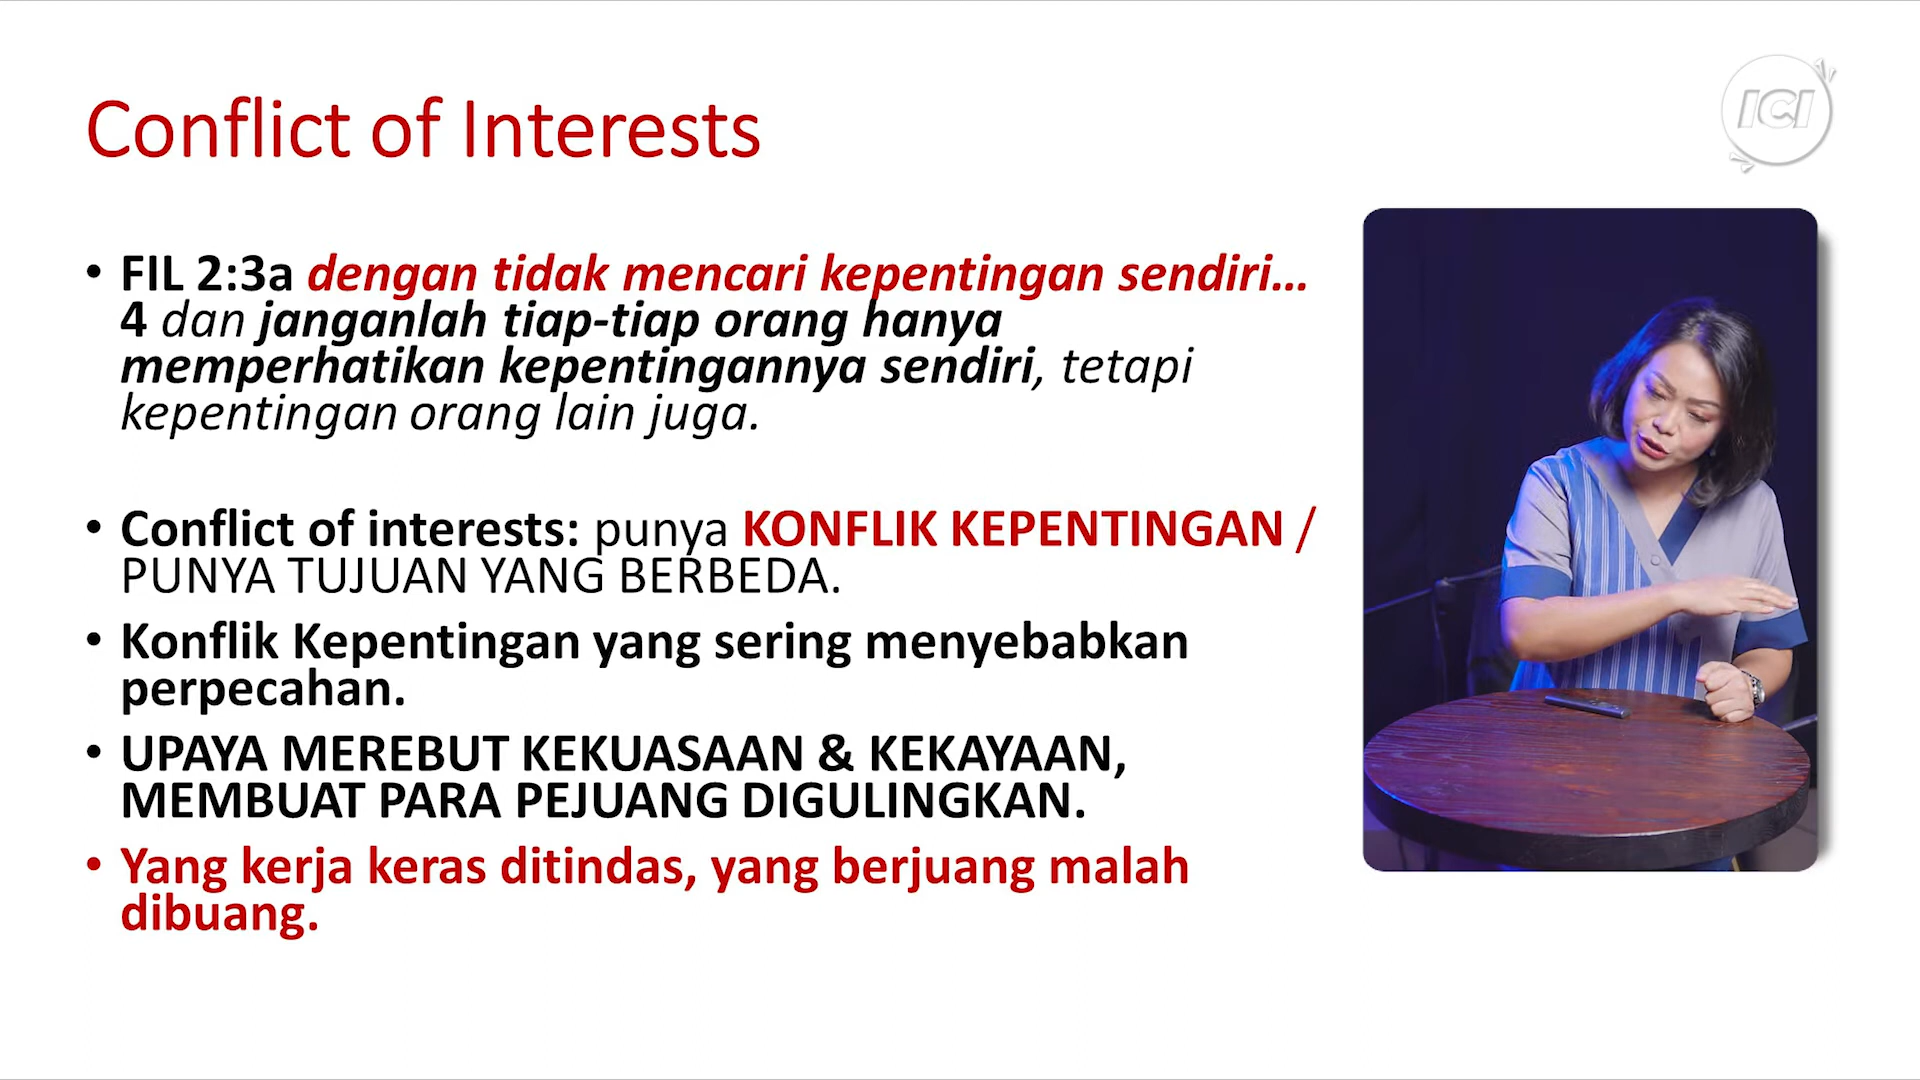 ICI
Conflict of Interests
• FIL 2:3a dengan tidak mencari kepentingan sendiri...
4 dan janganlah tiap-tiap orang hanya
memperhatikan kepentingannya sendiri, tetapi
kepentingan orang lain juga.
• Conflict of interests: punya KONFLIK KEPENTINGAN /
PUNYA TUJUAN YANG BERBEDA.
• Konflik Kepentingan yang sering menyebabkan
perpecahan.
• UPAYA MEREBUT KEKUASAAN & KEKAYAAN,
MEMBUAT PARA PEJUANG DIGULINGKAN.
• Yang kerja keras ditindas, yang berjuang malah
dibuang.